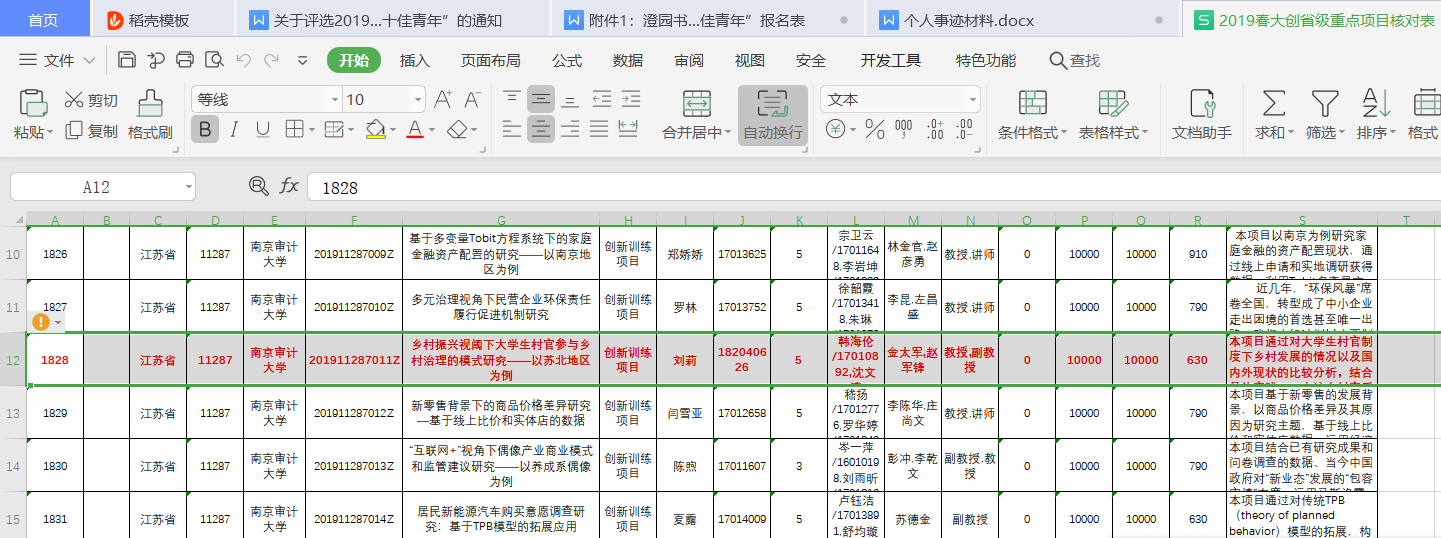 首页 稻壳模板 关于评选2019...十佳青年”的通知 附件1：澄园书...佳青年”报名表 个人事迹材料.docx 2019春大创省级重点项目核对表
文件 开始 插入 页面布局 公式 数据 审阅 视图 安全 开发工具 特色功能 查找
粘贴 剪切 复制 格式刷 等线 10 B I U A A 合并居中 自动换行 文本 条件格式 表格样式 文档助手 求和 筛选 排序 格式
A12 fx 1828
A B C D E F G H I J K L M N O P Q R S T
10 1826 江苏省 11287 南京审计
大学 201911287009Z 基于多变量Tobit方程系统下的家庭
金融资产配置的研究——以南京地
区为例 创新训练
项目 郑娇娇 17013625 5 宗卫云
/1701164
8,李岩坤 林金官,赵
彦勇 教授,讲师 0 10000 10000 910 本项目以南京为例研究家
庭金融的资产配置现状，通
过线上申请和实地调研获得
11 1827 江苏省 11287 南京审计
大学 201911287010Z 多元治理视角下民营企业环保责任
履行促进机制研究 创新训练
项目 罗林 17013752 5 徐韶霞
/1701341
8,朱琳 李昆,左昌
盛 教授,讲师 0 10000 10000 790 近几年，“环保风暴”席
卷全国，转型成了中小企业
走出困境的首选甚至唯一出
12 1828 江苏省 11287 南京审计
大学 201911287011Z 乡村振兴视阈下大学生村官参与乡
村治理的模式研究——以苏北地区
为例 创新训练
项目 刘莉 1820406
26 5 韩海伦
/170108
92,沈文 金太军,赵
军锋 教授,副教
授 0 10000 10000 630 本项目通过对大学生村官制
度下乡村发展的情况以及国
内外现状的比较分析，结合
13 1829 江苏省 11287 南京审计
大学 201911287012Z 新零售背景下的商品价格差异研究
—基于线上比价和实体店的数据 创新训练
项目 闫雪亚 17012658 5 嵇扬
/1701277
6,罗华婷 李陈华,庄
尚文 教授,讲师 0 10000 10000 790 本项目基于新零售的发展背
景，以商品价格差异及其原
因为研究主题，基于线上比
14 1830 江苏省 11287 南京审计
大学 201911287013Z “互联网+”视角下偶像产业商业模式
和监管建议研究——以养成系偶像
为例 创新训练
项目 陈煦 17011607 3 岑一萍
/1601019
8,刘雨昕 彭冲,李乾
文 副教授,教
授 0 10000 10000 790 本项目结合已有研究成果和
问卷调查的数据，当今中国
政府对“新业态”发展的“包容
15 1831 江苏省 11287 南京审计
大学 201911287014Z 居民新能源汽车购买意愿调查研
究：基于TPB模型的拓展应用 创新训练
项目 夏露 17014009 5 卢钰洁
/1701389
1,舒均璇 苏德金 副教授 0 10000 10000 630 本项目通过对传统TPB
（theory of planned
behavior）模型的拓展，构